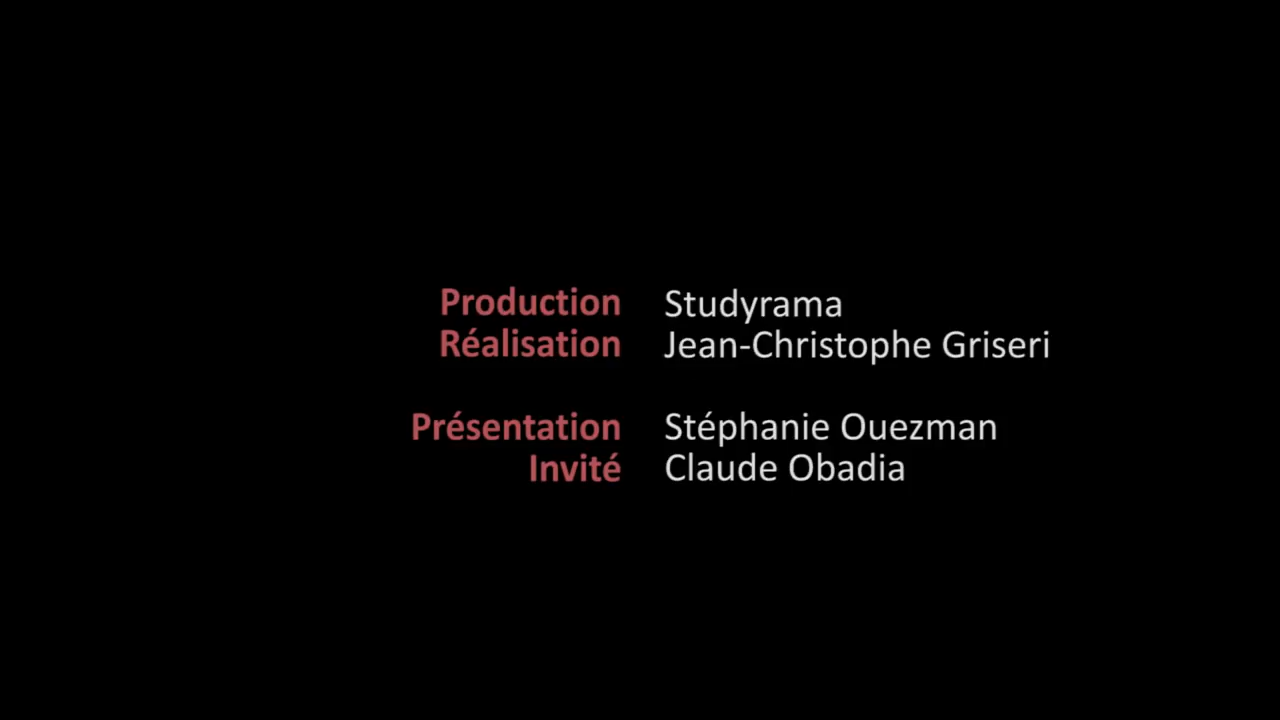 Production Studyrama
Réalisation Jean-Christophe Griseri
Présentation Stéphanie Ouezman
Invité Claude Obadia